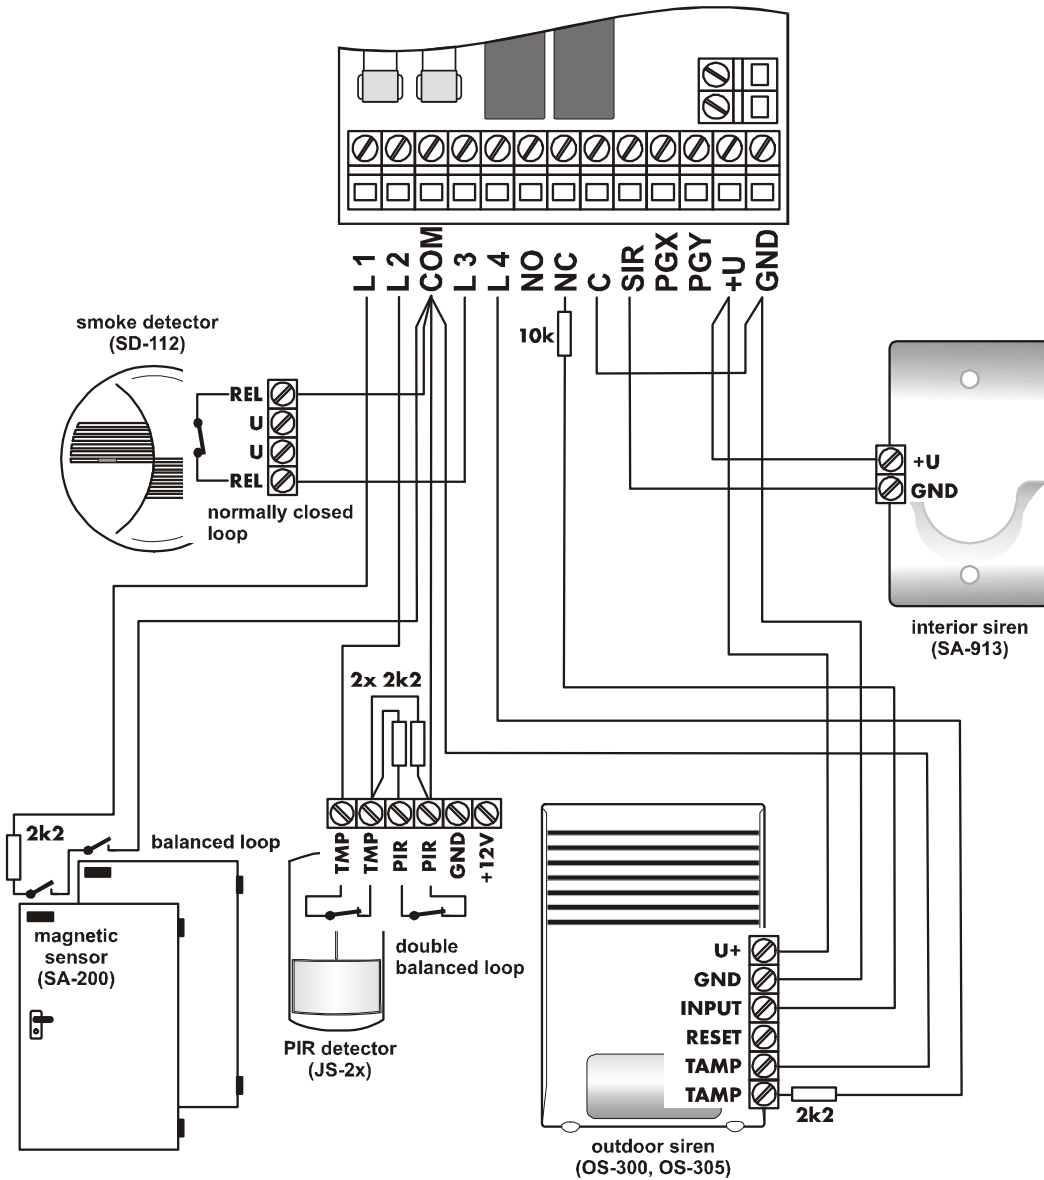 L 1
L 2
COM
L 3
L 4
NO
NC
C
SIR
PGX
PGY
+U
GND
10k
smoke detector
(SD-112)
REL
U
U
REL
normally closed
loop
+U
GND
interior siren
(SA-913)
2x 2k2
2k2
balanced loop
TMP
TMP
PIR
PIR
GND
+12V
magnetic
sensor
(SA-200)
double
balanced loop
PIR detector
(JS-2x)
U+
GND
INPUT
RESET
TAMP
TAMP
2k2
outdoor siren
(OS-300, OS-305)